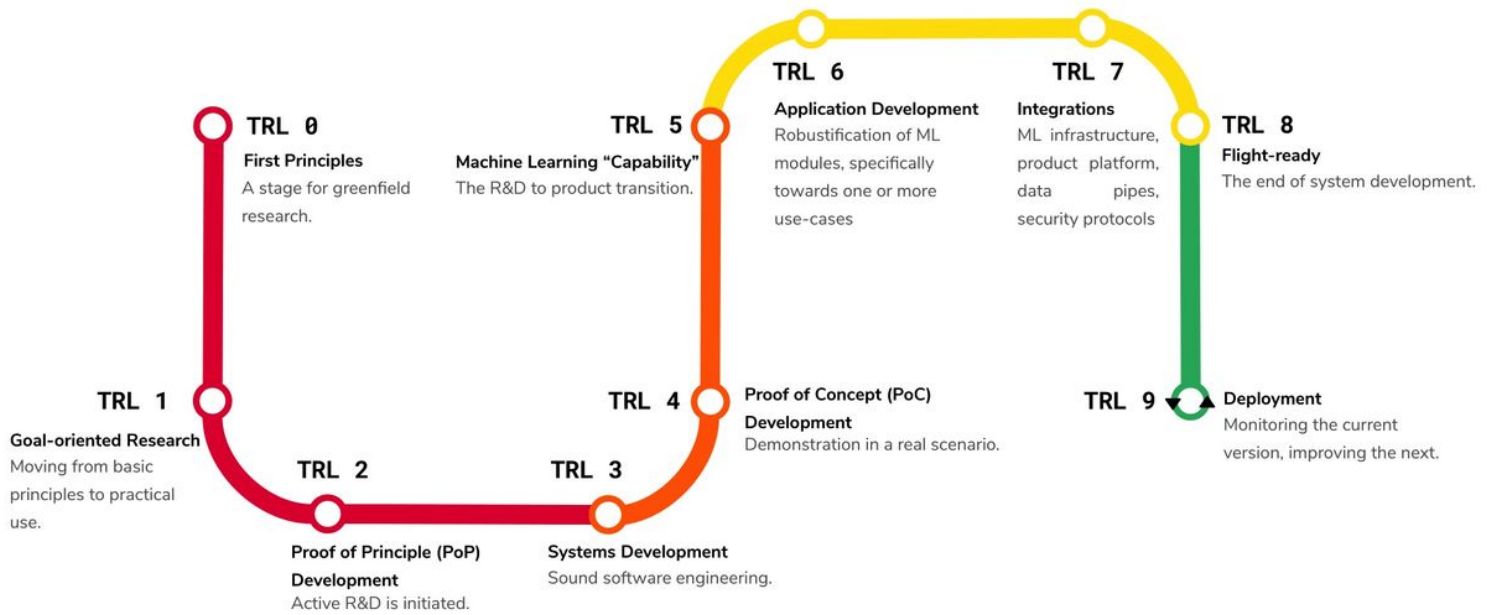 TRL 0
First Principles
A stage for greenfield
research.
TRL 1
Goal-oriented Research
Moving from basic
principles to practical
use.
TRL 2
Proof of Principle (PoP)
Development
Active R&D is initiated.
TRL 3
Systems Development
Sound software engineering.
TRL 4
Proof of Concept (PoC)
Development
Demonstration in a real scenario.
TRL 5
Machine Learning “Capability”
The R&D to product transition.
TRL 6
Application Development
Robustification of ML
modules, specifically
towards one or more
use-cases
TRL 7
Integrations
ML infrastructure,
product platform,
data pipes,
security protocols
TRL 8
Flight-ready
The end of system development.
TRL 9
Deployment
Monitoring the current
version, improving the next.